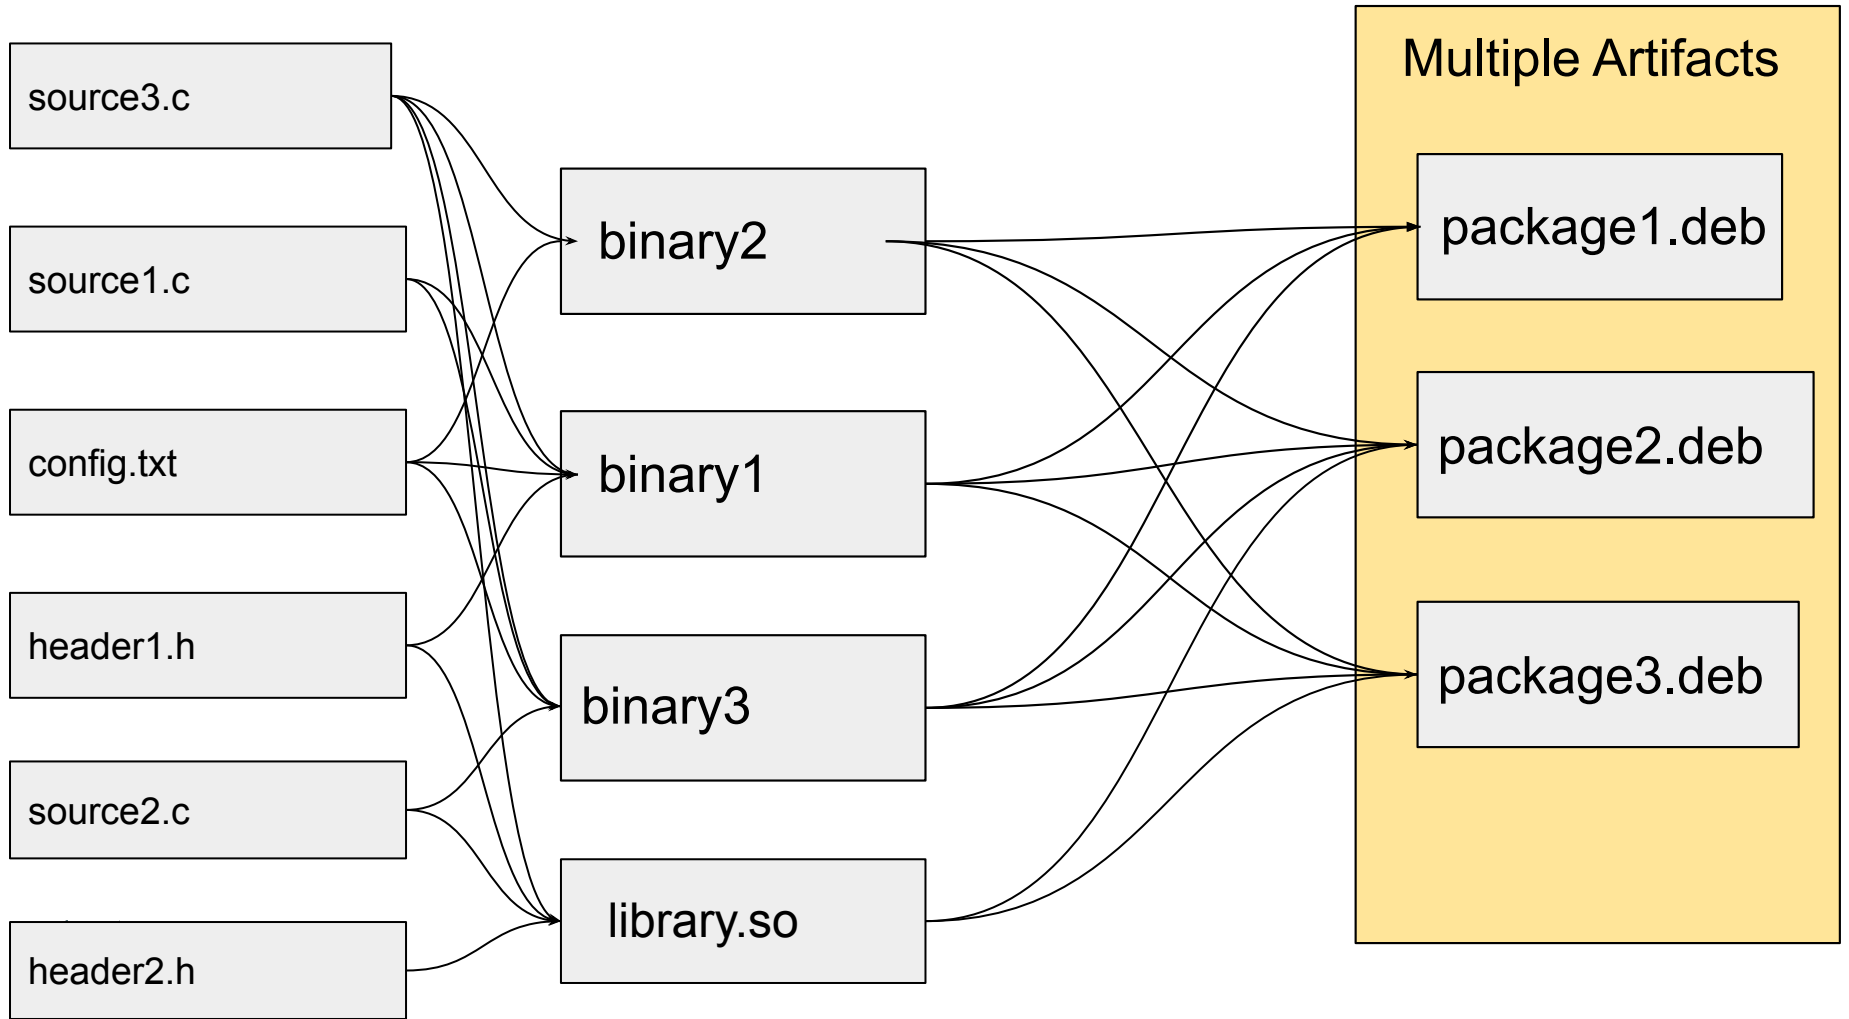 source3.c
source1.c
config.txt
header1.h
source2.c
header2.h
binary2
binary1
binary3
library.so
Multiple Artifacts
package1.deb
package2.deb
package3.deb